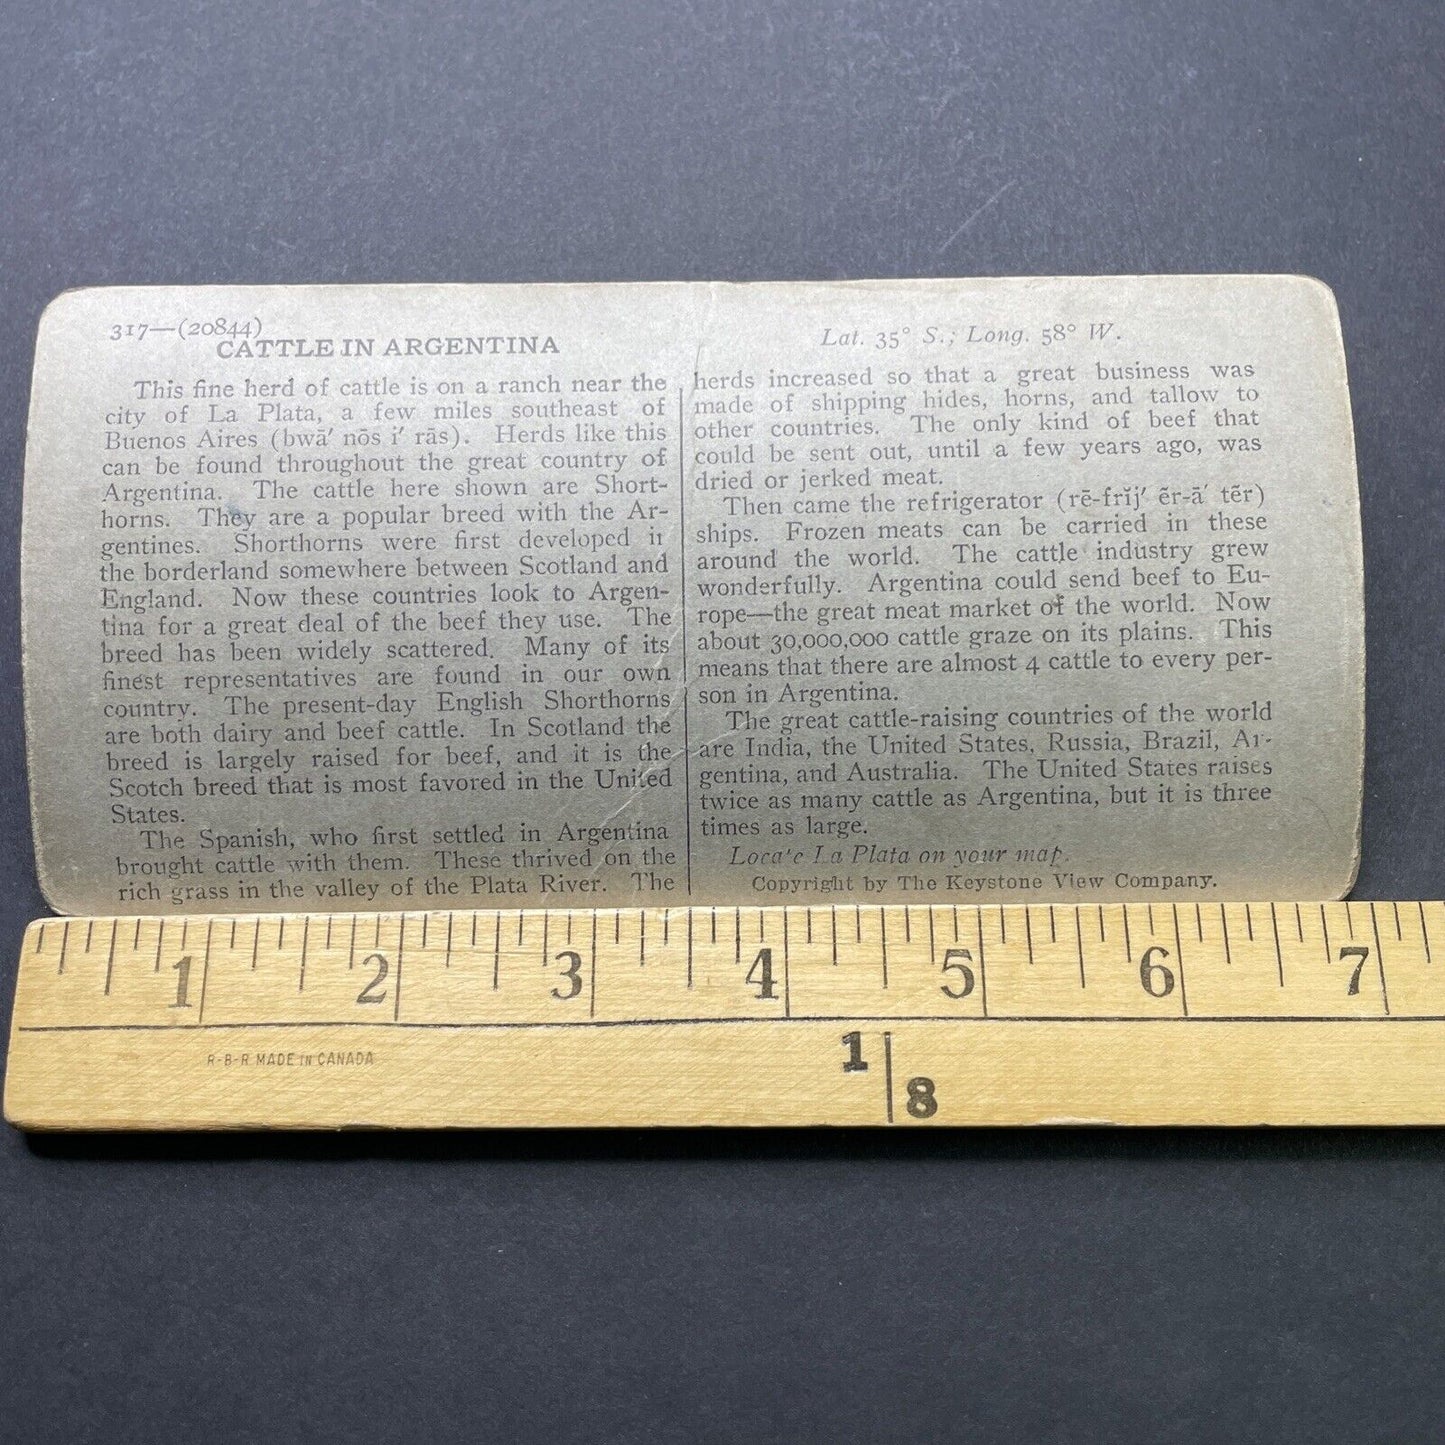 317—(20844)
CATTLE IN ARGENTINA
This fine herd of cattle is on a ranch near the
city of La Plata, a few miles southeast of
Buenos Aires (bwā′ nōs i′ rās). Herds like this
can be found throughout the great country of
Argentina. The cattle here shown are Short-
horns. They are a popular breed with the Ar-
gentines. Shorthorns were first developed in
the borderland somewhere between Scotland and
England. Now these countries look to Argen-
tina for a great deal of the beef they use. The
breed has been widely scattered. Many of its
finest representatives are found in our own
country. The present-day English Shorthorns
are both dairy and beef cattle. In Scotland the
breed is largely raised for beef, and it is the
Scotch breed that is most favored in the United
States.
The Spanish, who first settled in Argentina
brought cattle with them. These thrived on the
rich grass in the valley of the Plata River. The
Lat. 35° S.; Long. 58° W.
herds increased so that a great business was
made of shipping hides, horns, and tallow to
other countries. The only kind of beef that
could be sent out, until a few years ago, was
dried or jerked meat.
Then came the refrigerator (rē-frĭj′ ẽr-ā′ tẽr)
ships. Frozen meats can be carried in these
around the world. The cattle industry grew
wonderfully. Argentina could send beef to Eu-
rope—the great meat market of the world. Now
about 30,000,000 cattle graze on its plains. This
means that there are almost 4 cattle to every per-
son in Argentina.
The great cattle-raising countries of the world
are India, the United States, Russia, Brazil, Ar-
gentina, and Australia. The United States raises
twice as many cattle as Argentina, but it is three
times as large.
Locate La Plata on your map.
Copyright by The Keystone View Company.
1 2 3 4 5 6 7
R-B-R MADE IN CANADA
1 8